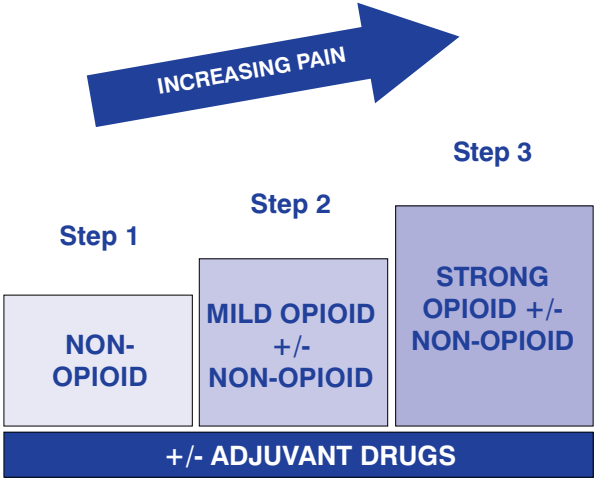 INCREASING PAIN
Step 3
Step 2
Step 1
STRONG
OPIOID +/-
NON-OPIOID
MILD OPIOID
+/-
NON-OPIOID
NON-
OPIOID
+/- ADJUVANT DRUGS